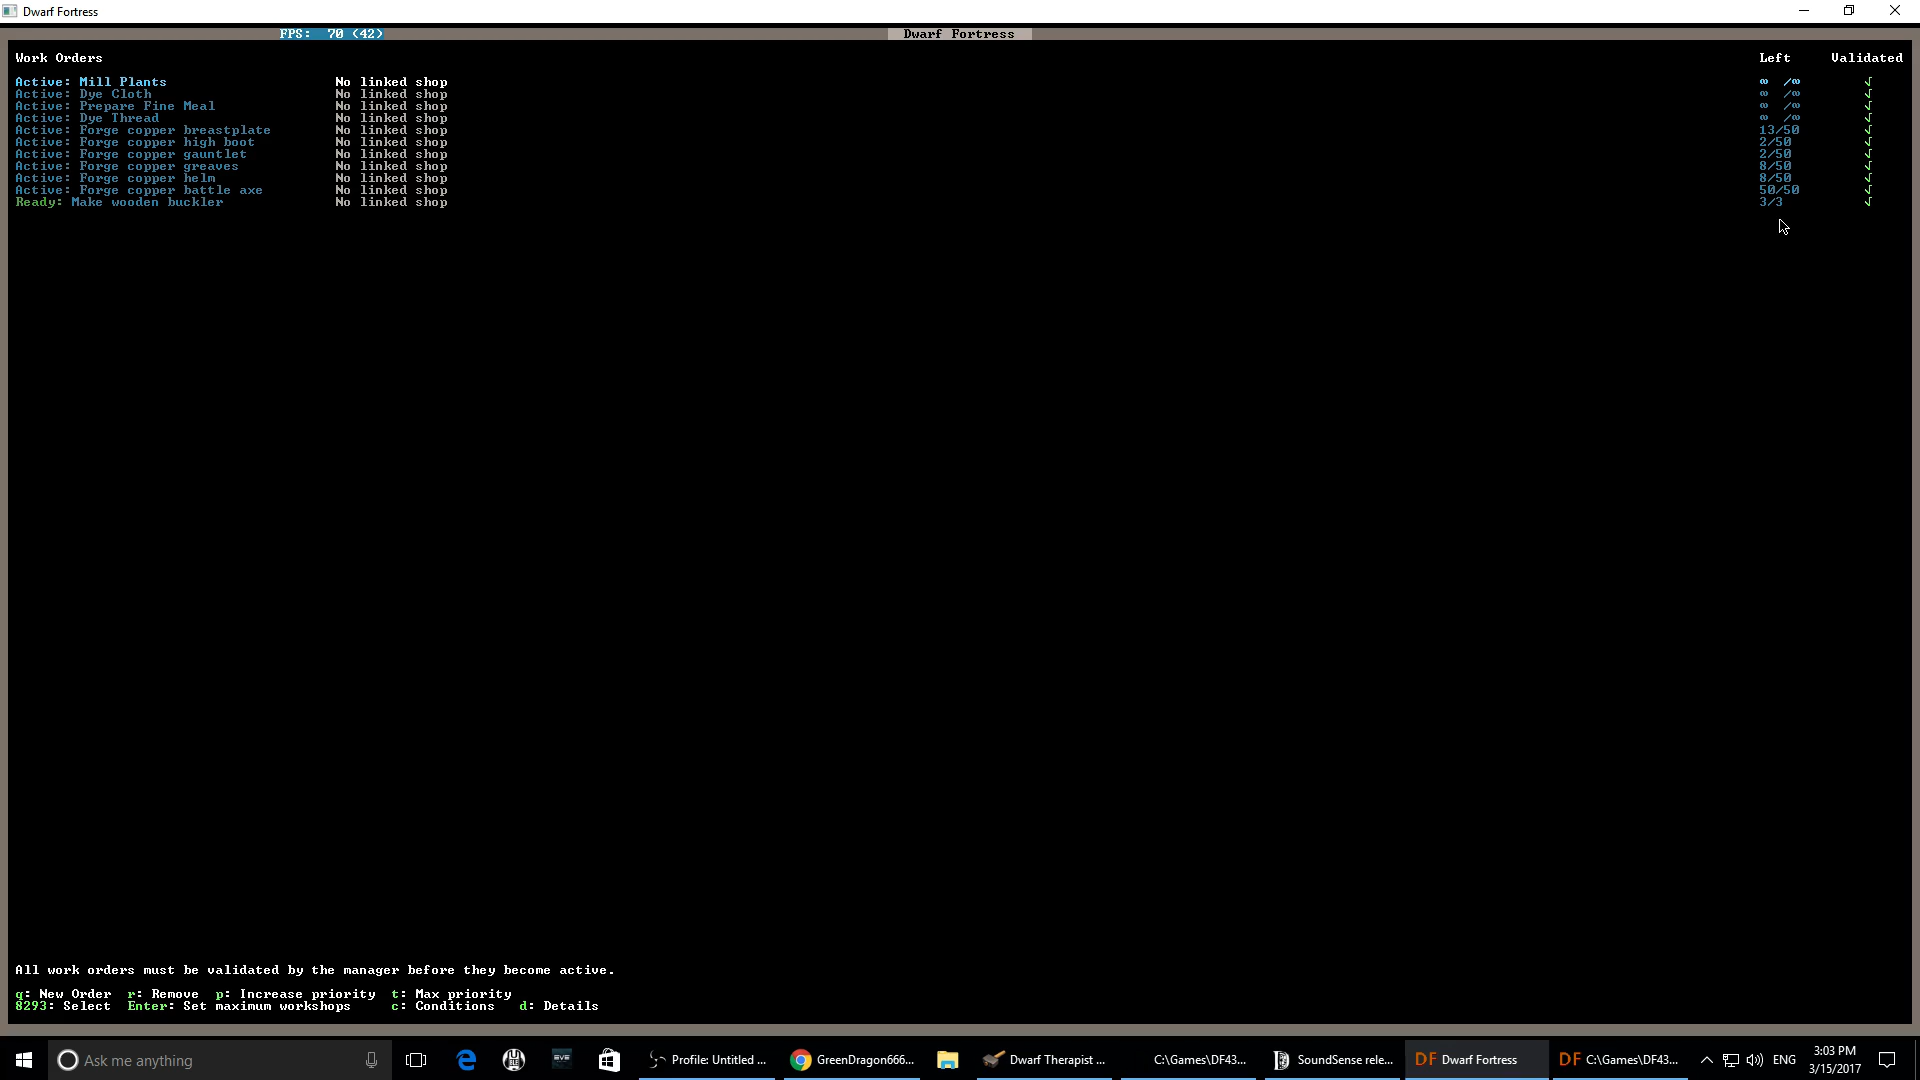 Dwarf Fortress
FPS: 70 (42) Dwarf Fortress
Work Orders Left Validated
Active: Mill Plants No linked shop ∞ /∞ √
Active: Dye Cloth No linked shop ∞ /∞ √
Active: Prepare Fine Meal No linked shop ∞ /∞ √
Active: Dye Thread No linked shop ∞ /∞ √
Active: Forge copper breastplate No linked shop 13/50 √
Active: Forge copper high boot No linked shop 2/50 √
Active: Forge copper gauntlet No linked shop 2/50 √
Active: Forge copper greaves No linked shop 8/50 √
Active: Forge copper helm No linked shop 8/50 √
Active: Forge copper battle axe No linked shop 50/50 √
Ready: Make wooden buckler No linked shop 3/3 √
All work orders must be validated by the manager before they become active.
q: New Order r: Remove p: Increase priority t: Max priority
8293: Select Enter: Set maximum workshops c: Conditions d: Details
Ask me anything Profile: Untitled ... GreenDragon666... Dwarf Therapist ... C:\Games\DF43... SoundSense rele... DF Dwarf Fortress DF C:\Games\DF43... ENG 3:03 PM
3/15/2017